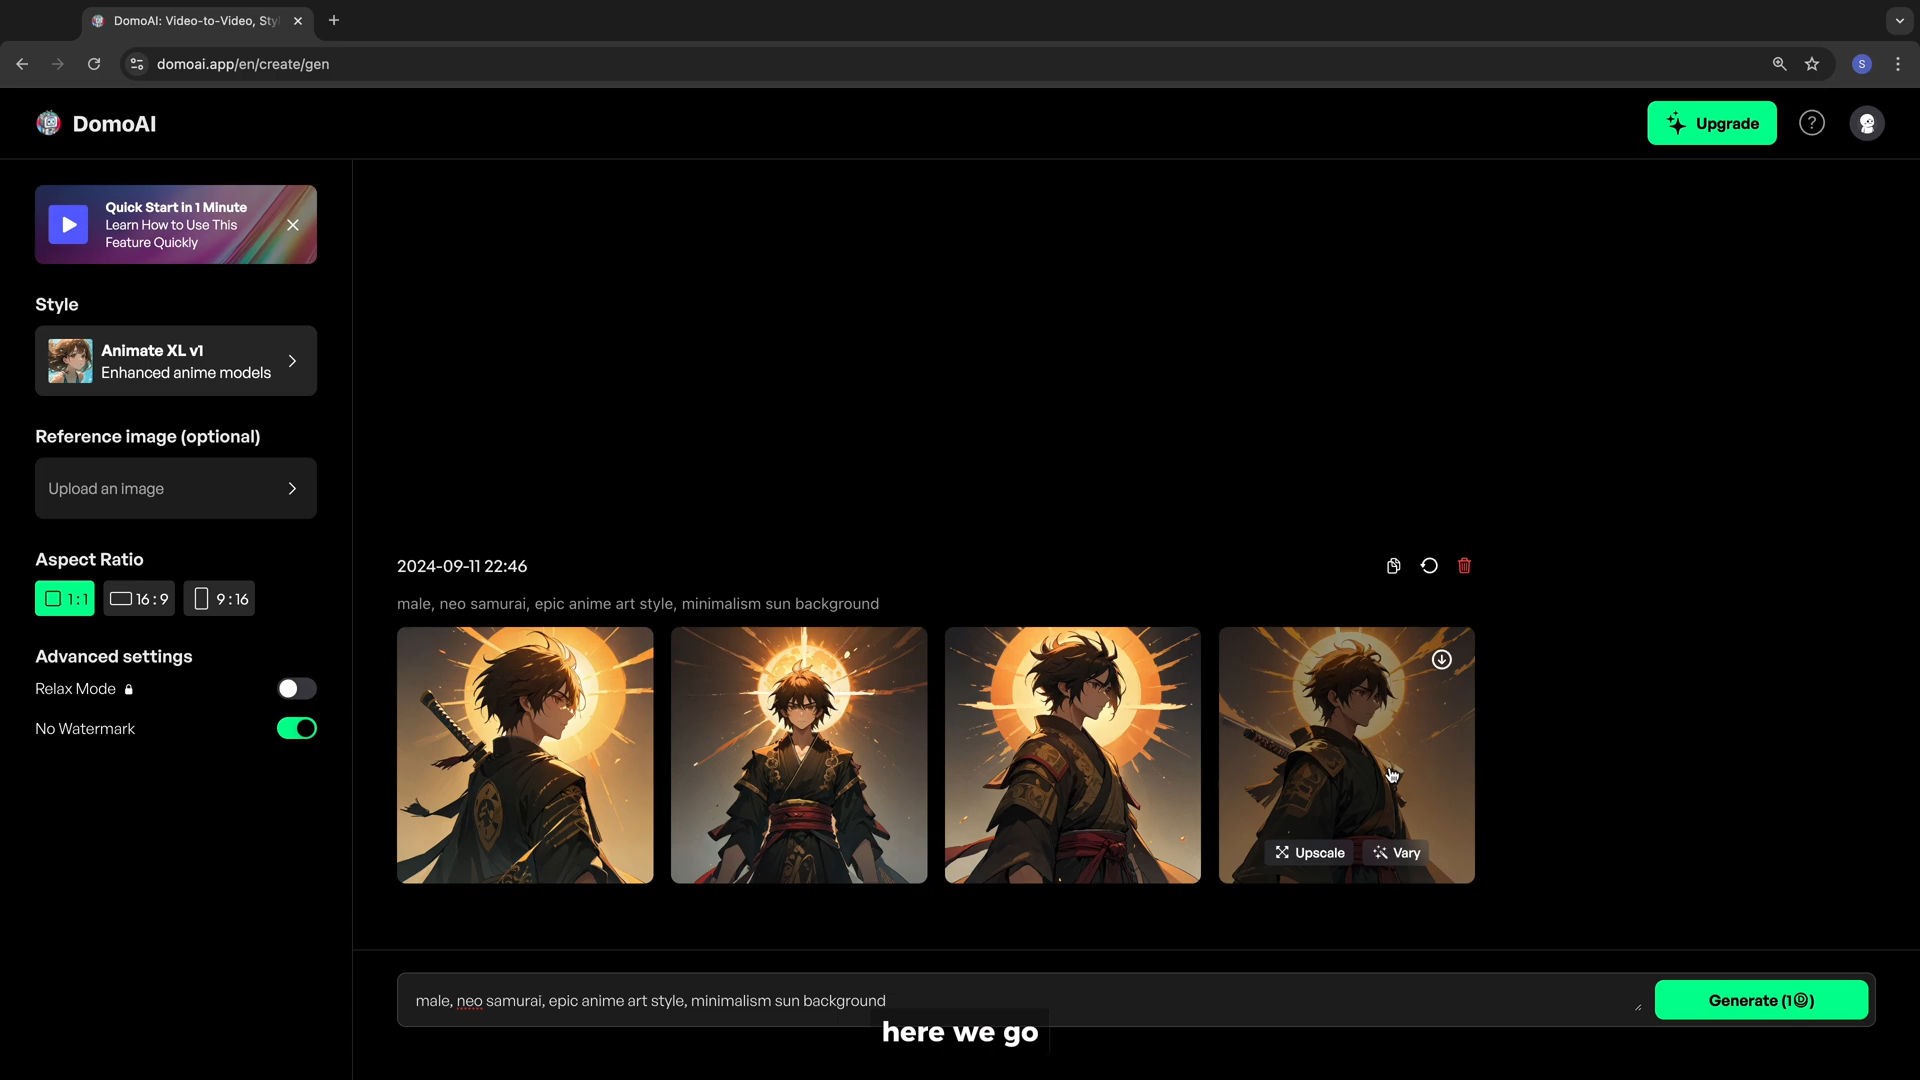 DomoAI: Video-to-Video, Sty
domoai.app/en/create/gen
S
DomoAI
Upgrade
?
Quick Start in 1 Minute
Learn How to Use This
Feature Quickly
Style
Animate XL v1
Enhanced anime models
Reference image (optional)
Upload an image
Aspect Ratio
1:1
16:9
9:16
Advanced settings
Relax Mode
No Watermark
2024-09-11 22:46
male, neo samurai, epic anime art style, minimalism sun background
Upscale
Vary
male, neo samurai, epic anime art style, minimalism sun background
Generate (1)
here we go